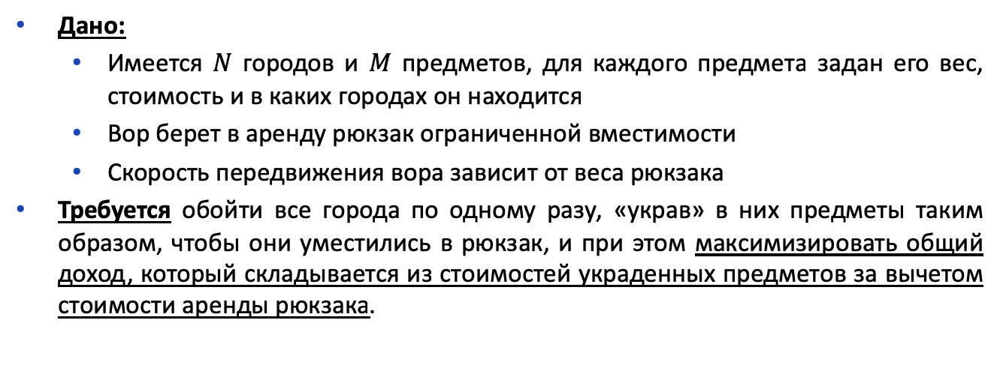 • Дано:
• Имеется N городов и M предметов, для каждого предмета задан его вес,
стоимость и в каких городах он находится
• Вор берет в аренду рюкзак ограниченной вместимости
• Скорость передвижения вора зависит от веса рюкзака
• Требуется обойти все города по одному разу, «украв» в них предметы таким
образом, чтобы они уместились в рюкзак, и при этом максимизировать общий
доход, который складывается из стоимостей украденных предметов за вычетом
стоимости аренды рюкзака.